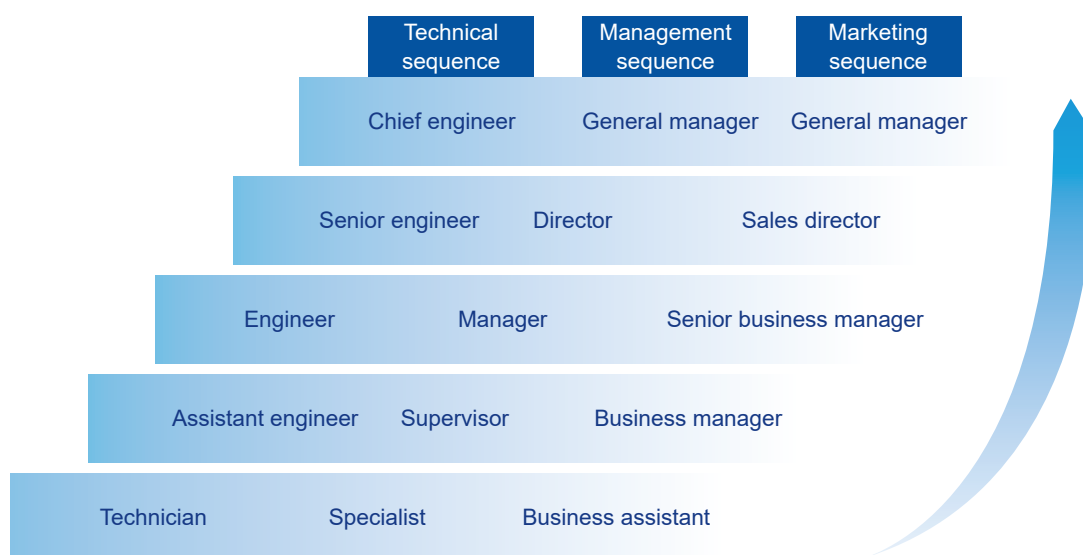 Technical
sequence
Management
sequence
Marketing
sequence
Chief engineer General manager General manager
Senior engineer Director Sales director
Engineer Manager Senior business manager
Assistant engineer Supervisor Business manager
Technician Specialist Business assistant